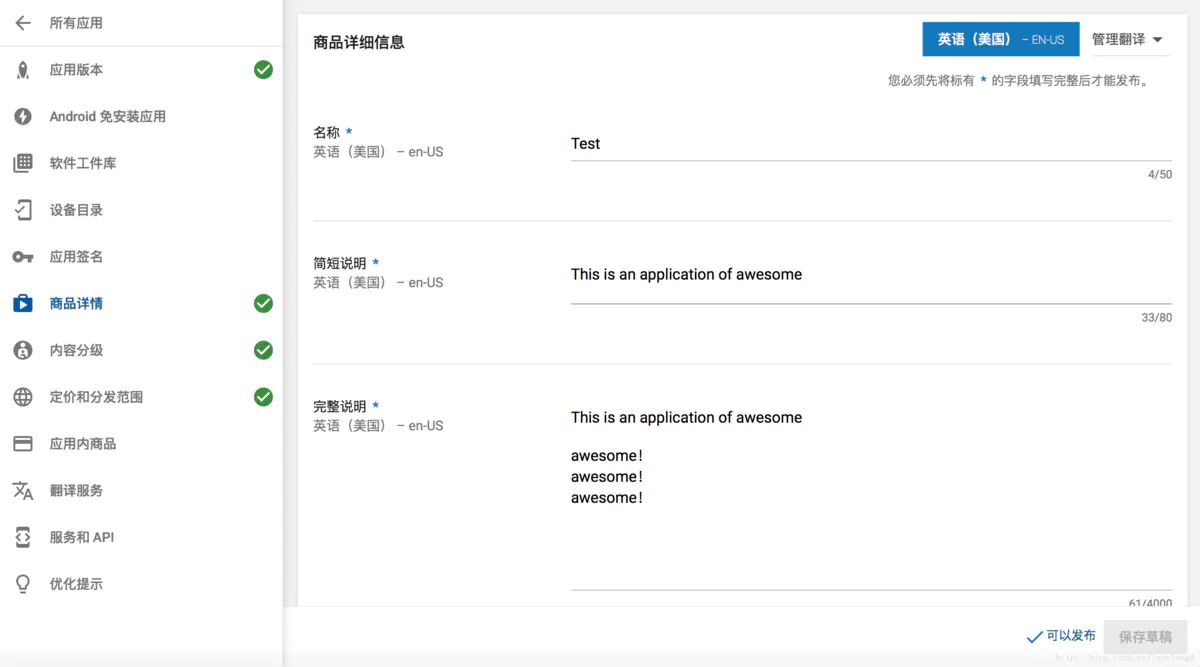 所有应用
应用版本
Android 免安装应用
软件工件库
设备目录
应用签名
商品详情
内容分级
定价和分发范围
应用内商品
翻译服务
服务和 API
优化提示
商品详细信息
英语（美国） – EN-US
管理翻译
您必须先将标有 * 的字段填写完整后才能发布。
名称 *
英语（美国） – en-US
Test
4/50
简短说明 *
英语（美国） – en-US
This is an application of awesome
33/80
完整说明 *
英语（美国） – en-US
This is an application of awesome
awesome!
awesome!
awesome!
61/4000
可以发布
保存草稿